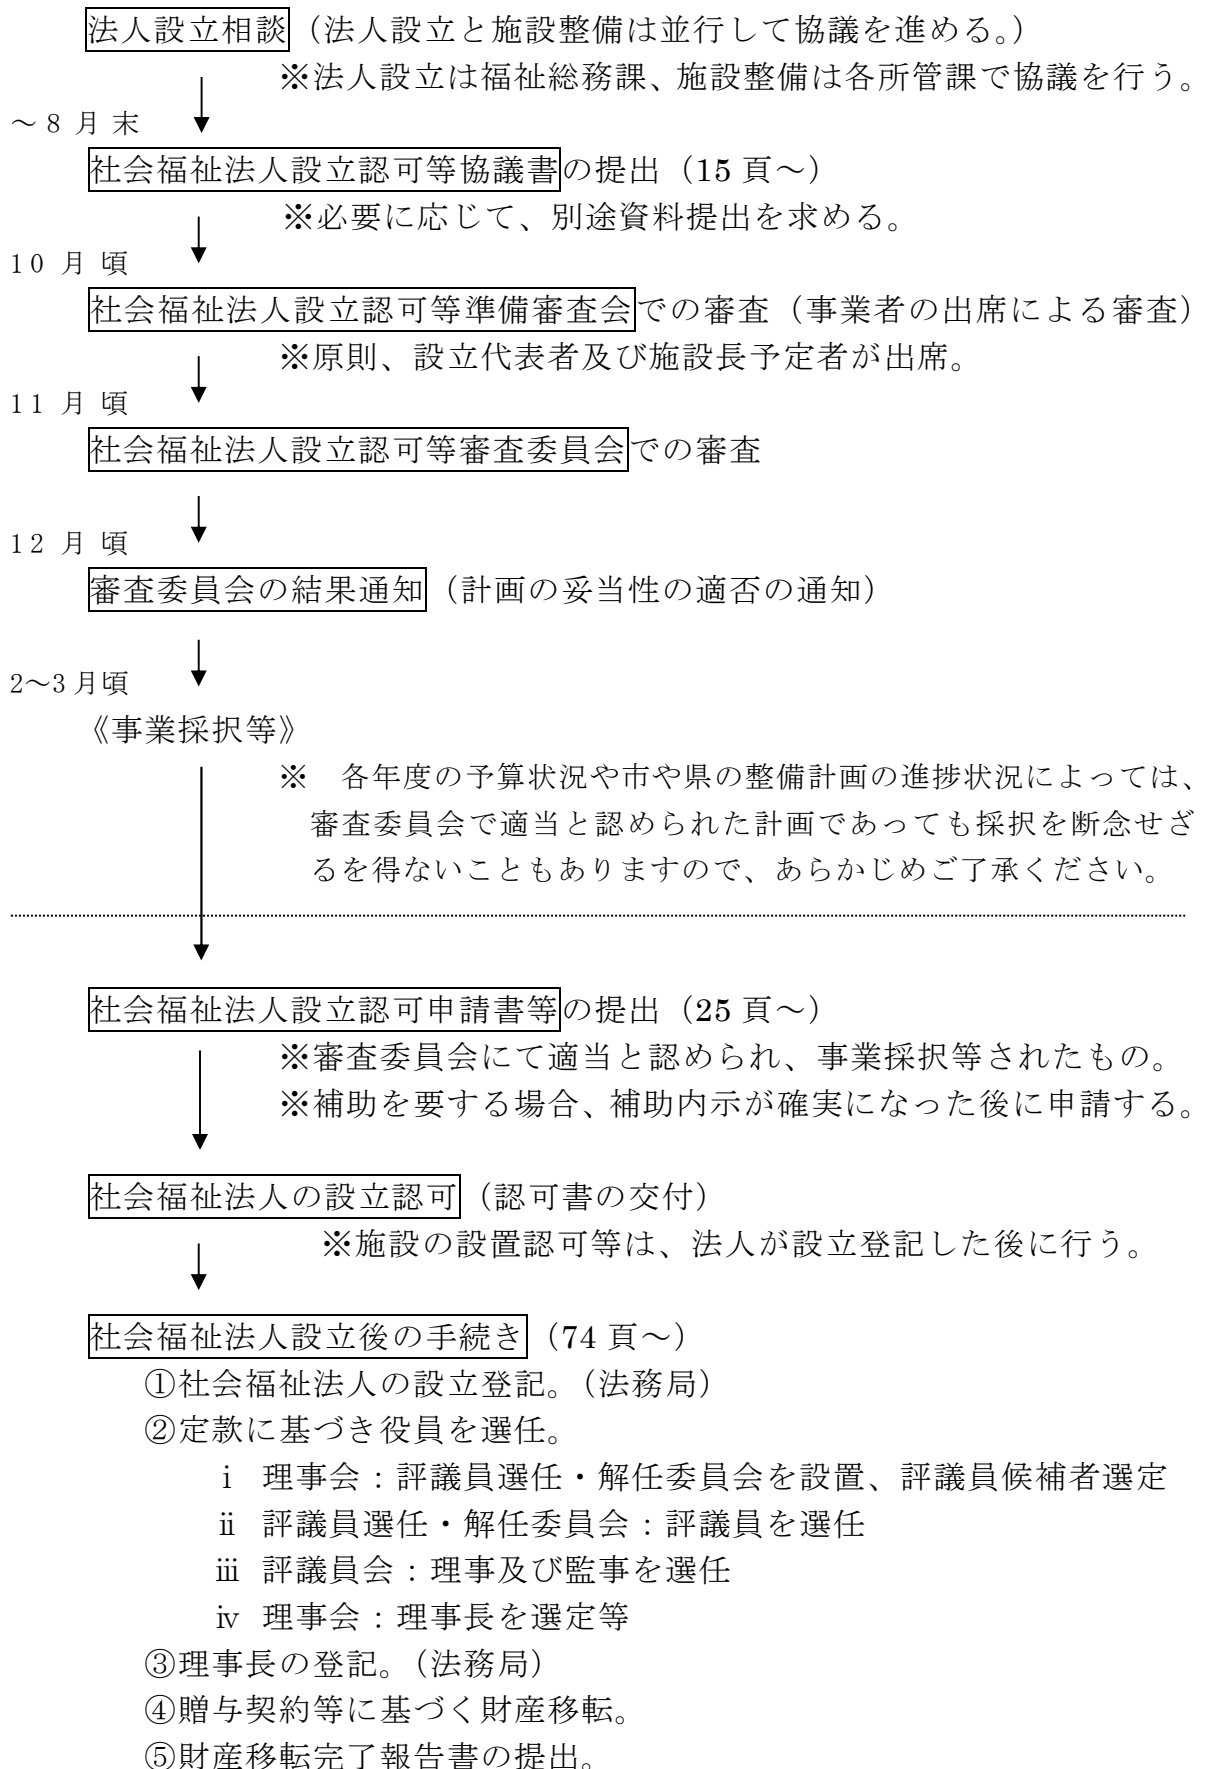 法人設立相談（法人設立と施設整備は並行して協議を進める。）
※法人設立は福祉総務課、施設整備は各所管課で協議を行う。
～8月末
社会福祉法人設立認可等協議書の提出（15頁～）
※必要に応じて、別途資料提出を求める。
10月頃
社会福祉法人設立認可等準備審査会での審査（事業者の出席による審査）
※原則、設立代表者及び施設長予定者が出席。
11月頃
社会福祉法人設立認可等審査委員会での審査
12月頃
審査委員会の結果通知（計画の妥当性の適否の通知）
2～3月頃
《事業採択等》
※　各年度の予算状況や市や県の整備計画の進捗状況によっては、
審査委員会で適当と認められた計画であっても採択を断念せざ
るを得ないこともありますので、あらかじめご了承ください。
社会福祉法人設立認可申請書等の提出（25頁～）
※審査委員会にて適当と認められ、事業採択等されたもの。
※補助を要する場合、補助内示が確実になった後に申請する。
社会福祉法人の設立認可（認可書の交付）
※施設の設置認可等は、法人が設立登記した後に行う。
社会福祉法人設立後の手続き（74頁～）
①社会福祉法人の設立登記。（法務局）
②定款に基づき役員を選任。
ⅰ 理事会：評議員選任・解任委員会を設置、評議員候補者選定
ⅱ 評議員選任・解任委員会：評議員を選任
ⅲ 評議員会：理事及び監事を選任
ⅳ 理事会：理事長を選定等
③理事長の登記。（法務局）
④贈与契約等に基づく財産移転。
⑤財産移転完了報告書の提出。